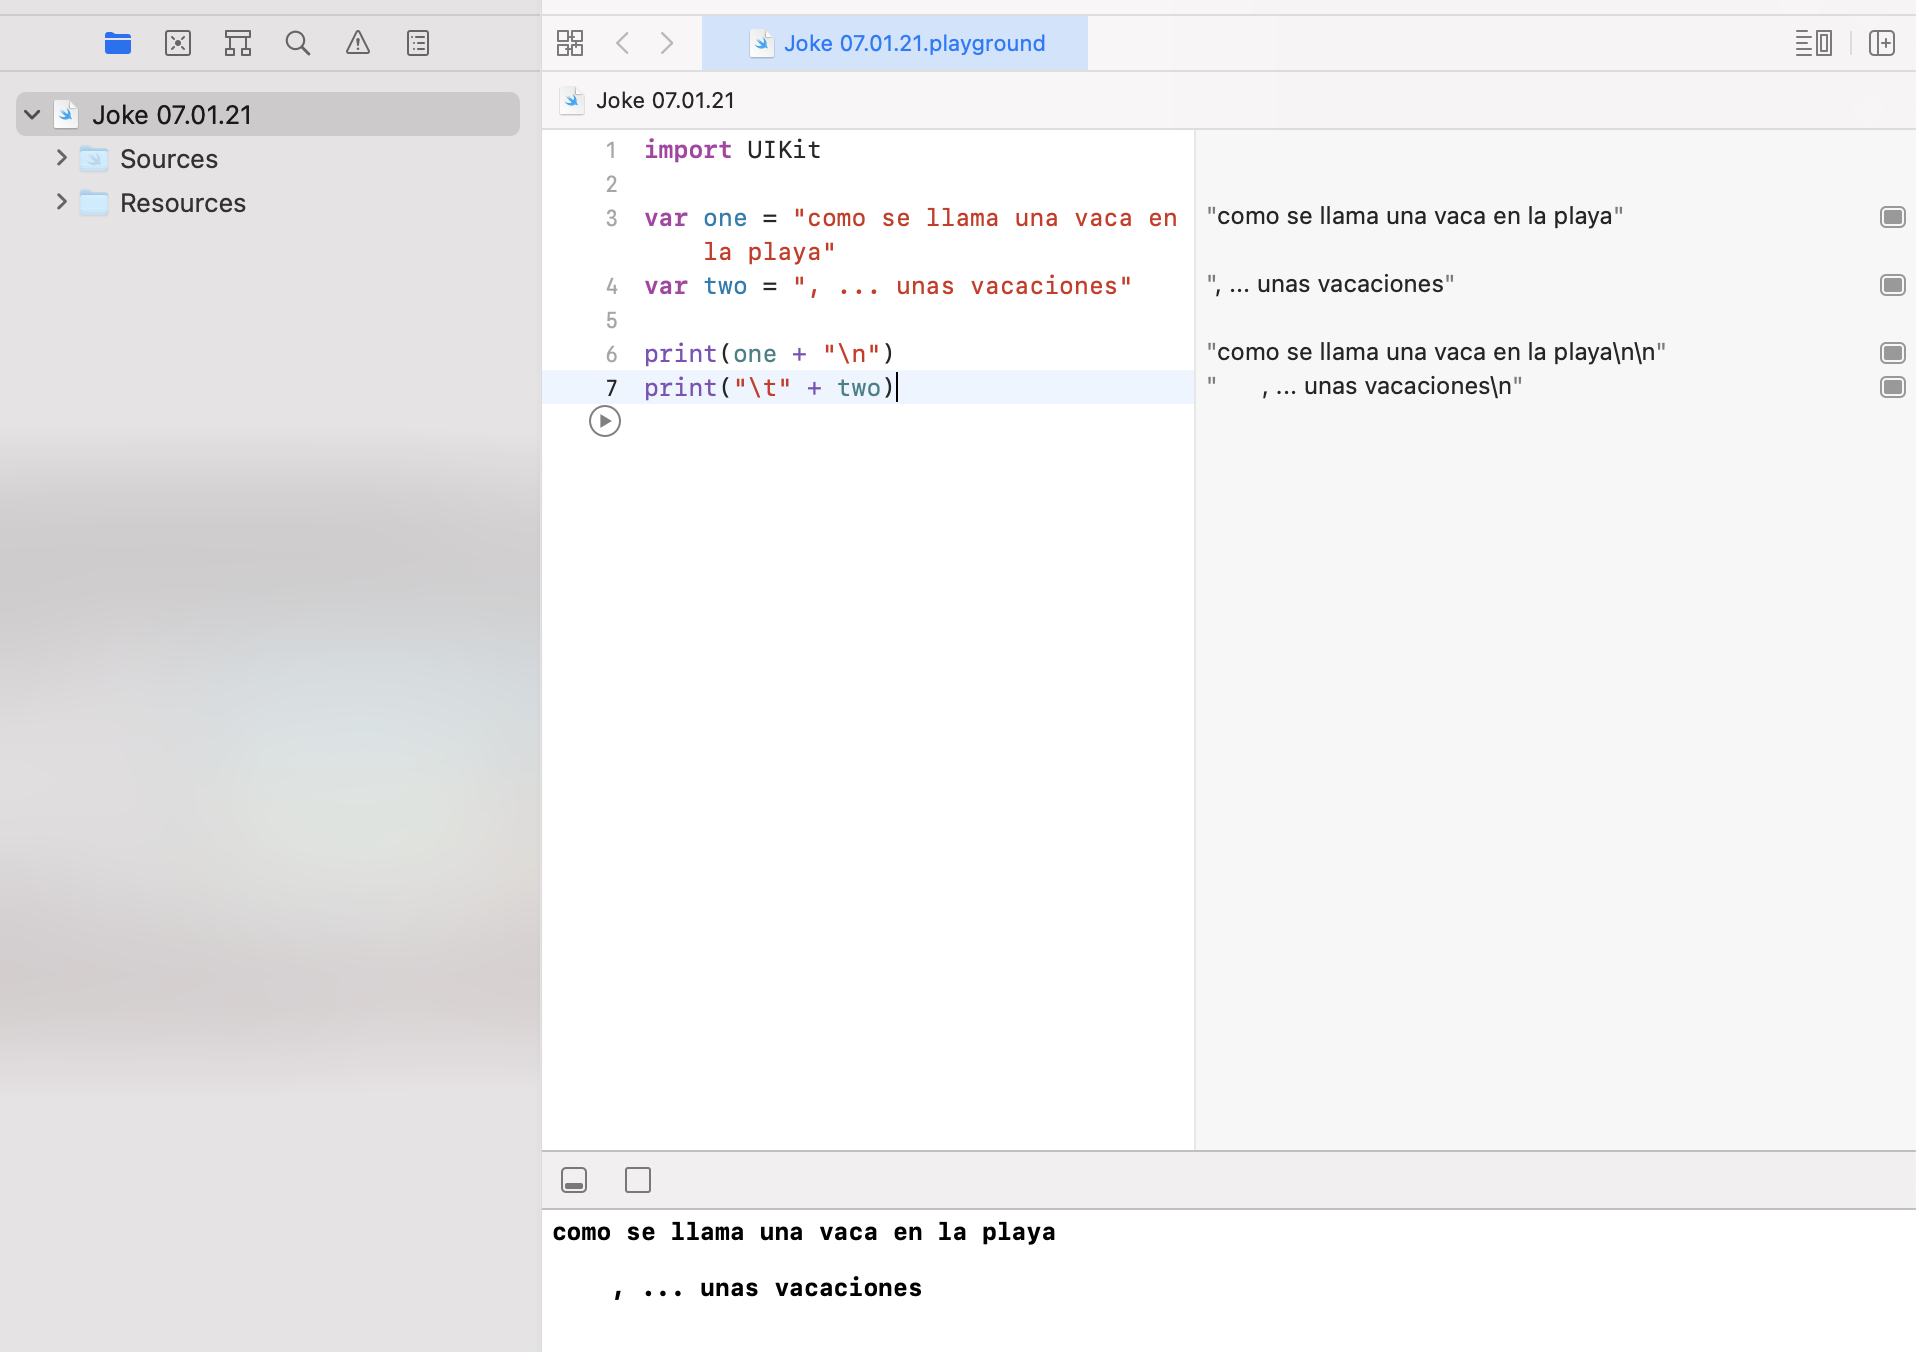 Joke 07.01.21.playground
Joke 07.01.21
Sources
Resources
Joke 07.01.21
1 import UIKit
2
3 var one = "como se llama una vaca en
la playa"
4 var two = ", ... unas vacaciones"
5
6 print(one + "\n")
7 print("\t" + two)
"como se llama una vaca en la playa"
", ... unas vacaciones"
"como se llama una vaca en la playa\n\n"
" , ... unas vacaciones\n"
como se llama una vaca en la playa
, ... unas vacaciones